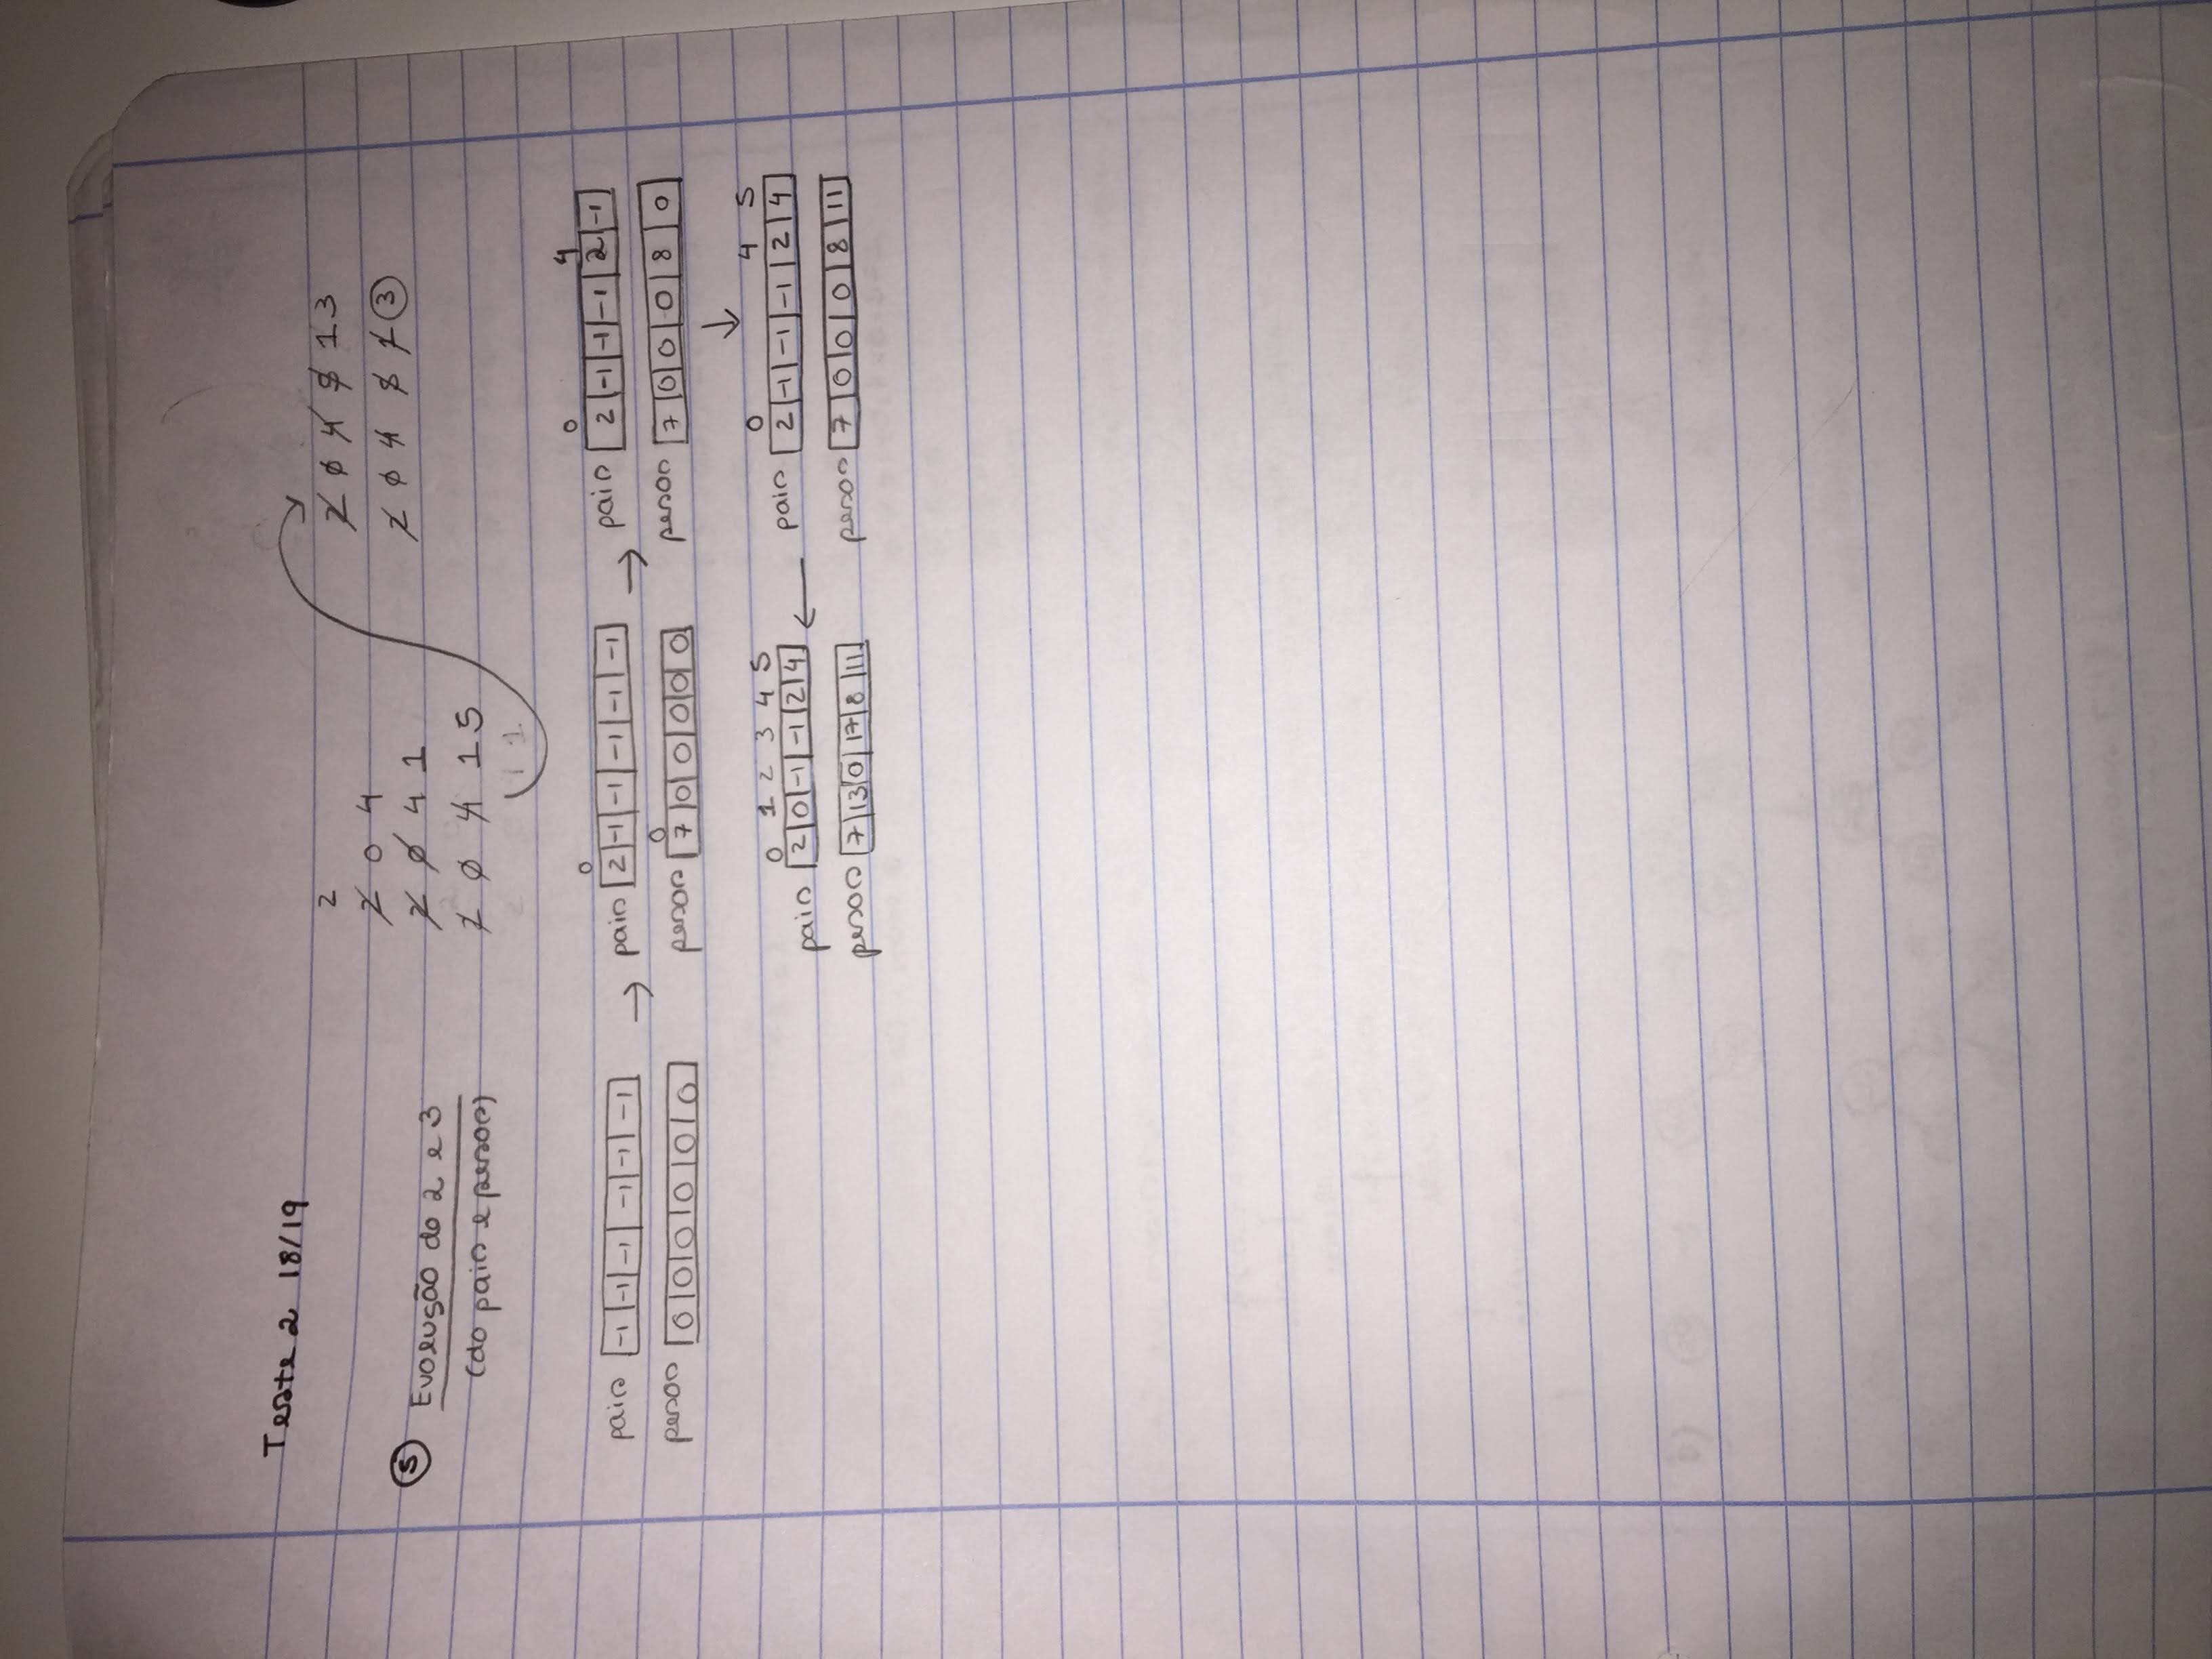 Teste 2 18/19
2
2 0 4
2 0 4 1
2 0 4 1 5
2 0 4 5 1 3
2 0 4 5 1 3
5 Evolusão do 2 e 3
(do pais e pesos)
pais -1 -1 -1 -1 -1 -1
pesos 0 0 0 0 0 0
→
0
pais 2 -1 -1 -1 -1 -1
0
pesos 7 0 0 0 0 0
→
0 4
pais 2 -1 -1 -1 2 -1
pesos 7 0 0 0 8 0
↓
0 4 5
pais 2 -1 -1 -1 2 4
pesos 7 0 0 0 8 11
←
0 1 2 3 4 5
pais 2 0 -1 -1 2 4
pesos 7 13 0 17 8 11